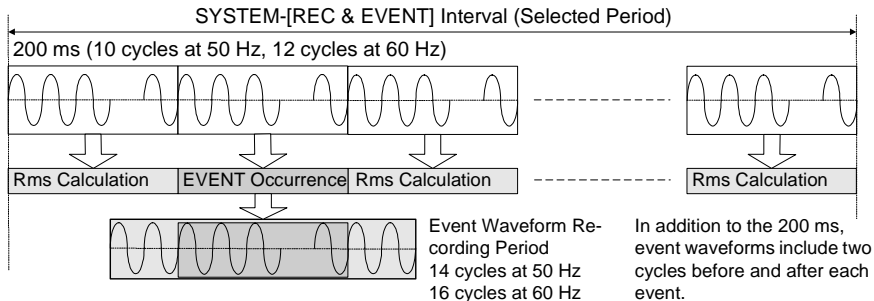 SYSTEM-[REC & EVENT] Interval (Selected Period)
200 ms (10 cycles at 50 Hz, 12 cycles at 60 Hz)
Rms Calculation
EVENT Occurrence
Rms Calculation
Rms Calculation
Event Waveform Re-
cording Period
14 cycles at 50 Hz
16 cycles at 60 Hz
In addition to the 200 ms,
event waveforms include two
cycles before and after each
event.